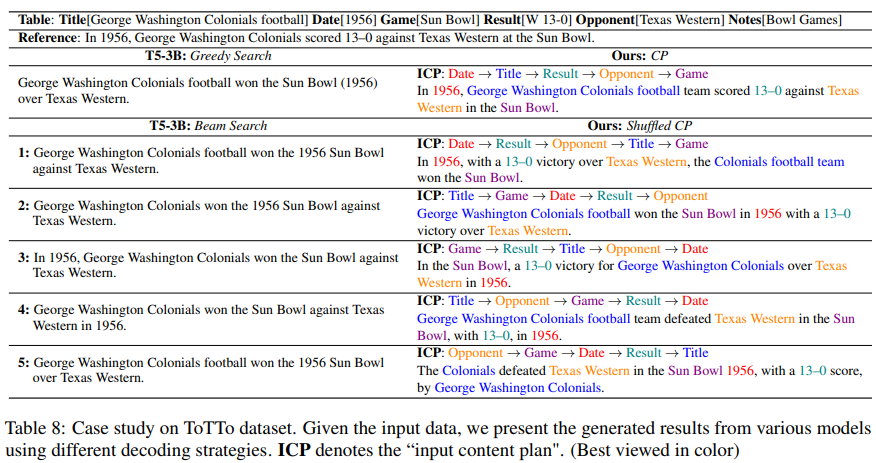 Table: Title[George Washington Colonials football] Date[1956] Game[Sun Bowl] Result[W 13-0] Opponent[Texas Western] Notes[Bowl Games]
Reference: In 1956, George Washington Colonials scored 13–0 against Texas Western at the Sun Bowl.
T5-3B: Greedy Search
Ours: CP
George Washington Colonials football won the Sun Bowl (1956)
over Texas Western.
ICP: Date → Title → Result → Opponent → Game
In 1956, George Washington Colonials football team scored 13–0 against Texas
Western in the Sun Bowl.
T5-3B: Beam Search
Ours: Shuffled CP
1: George Washington Colonials football won the 1956 Sun Bowl
against Texas Western.
ICP: Date → Result → Opponent → Title → Game
In 1956, with a 13–0 victory over Texas Western, the Colonials football team
won the Sun Bowl.
2: George Washington Colonials won the 1956 Sun Bowl against
Texas Western.
ICP: Title → Game → Date → Result → Opponent
George Washington Colonials football won the Sun Bowl in 1956 with a 13–0
victory over Texas Western.
3: In 1956, George Washington Colonials won the Sun Bowl against
Texas Western.
ICP: Game → Result → Title → Opponent → Date
In the Sun Bowl, a 13–0 victory for George Washington Colonials over Texas
Western in 1956.
4: George Washington Colonials won the Sun Bowl against Texas
Western in 1956.
ICP: Title → Opponent → Game → Result → Date
George Washington Colonials football team defeated Texas Western in the Sun
Bowl, with 13–0, in 1956.
5: George Washington Colonials football won the 1956 Sun Bowl
over Texas Western.
ICP: Opponent → Game → Date → Result → Title
The Colonials defeated Texas Western in the Sun Bowl 1956, with a 13–0 score,
by George Washington Colonials.
Table 8: Case study on ToTTo dataset. Given the input data, we present the generated results from various models
using different decoding strategies. ICP denotes the “input content plan". (Best viewed in color)